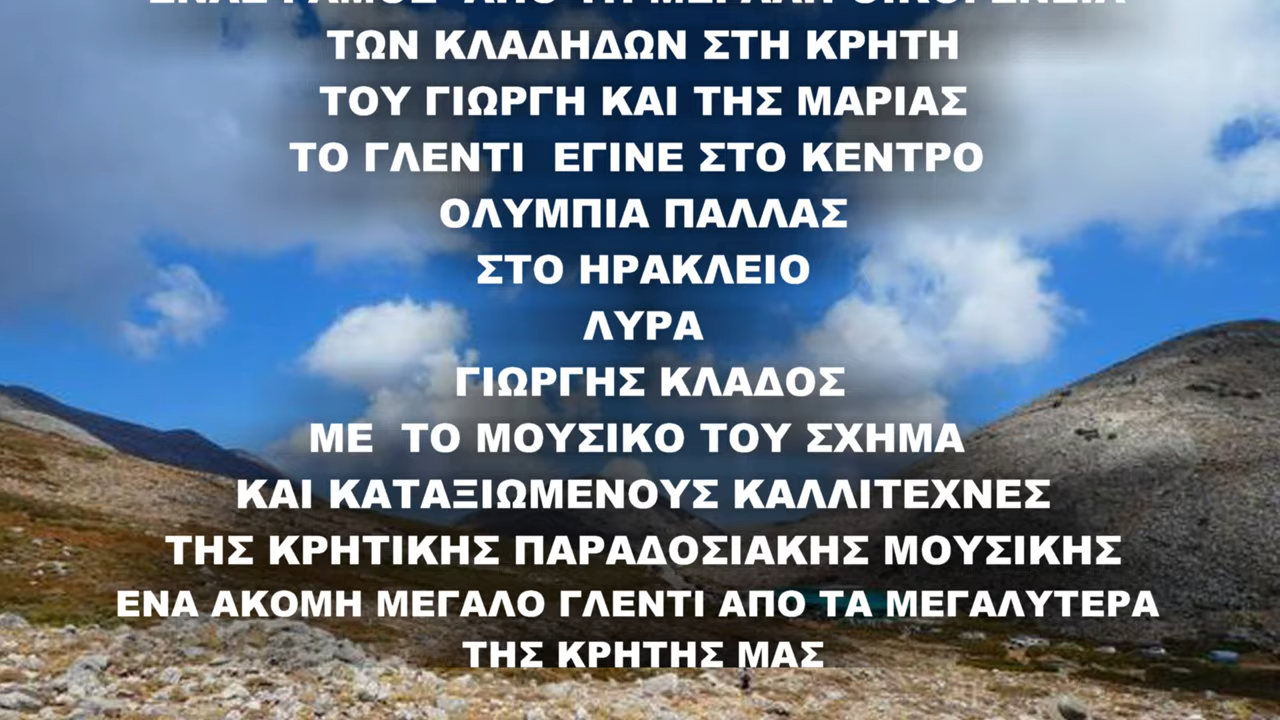 ΤΩΝ ΚΛΑΔΗΔΩΝ ΣΤΗ ΚΡΗΤΗ
ΤΟΥ ΓΙΩΡΓΗ ΚΑΙ ΤΗΣ ΜΑΡΙΑΣ
ΤΟ ΓΛΕΝΤΙ ΕΓΙΝΕ ΣΤΟ ΚΕΝΤΡΟ
ΟΛΥΜΠΙΑ ΠΑΛΛΑΣ
ΣΤΟ ΗΡΑΚΛΕΙΟ
ΛΥΡΑ
ΓΙΩΡΓΗΣ ΚΛΑΔΟΣ
ΜΕ ΤΟ ΜΟΥΣΙΚΟ ΤΟΥ ΣΧΗΜΑ
ΚΑΙ ΚΑΤΑΞΙΩΜΕΝΟΥΣ ΚΑΛΛΙΤΕΧΝΕΣ
ΤΗΣ ΚΡΗΤΙΚΗΣ ΠΑΡΑΔΟΣΙΑΚΗΣ ΜΟΥΣΙΚΗΣ
ΕΝΑ ΑΚΟΜΗ ΜΕΓΑΛΟ ΓΛΕΝΤΙ ΑΠΟ ΤΑ ΜΕΓΑΛΥΤΕΡΑ
ΤΗΣ ΚΡΗΤΗΣ ΜΑΣ